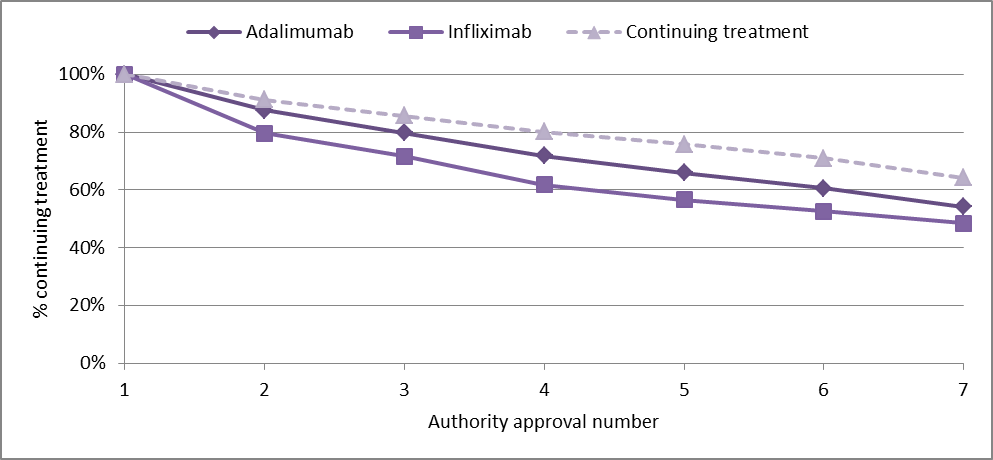 Adalimumab Infliximab Continuing treatment
% continuing treatment
100%
80%
60%
40%
20%
0%
1 2 3 4 5 6 7
Authority approval number